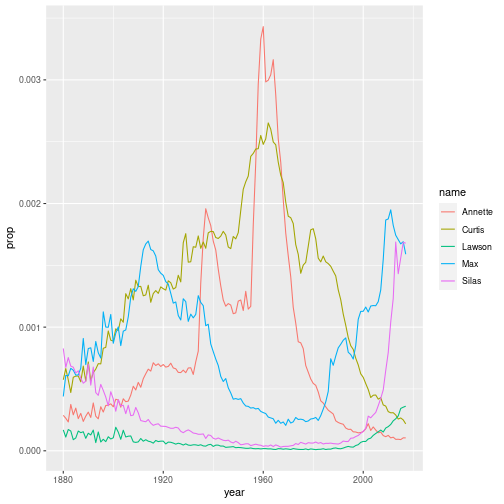 0.003
0.002
0.001
0.000
prop
1880
1920
1960
2000
year
name
Annette
Curtis
Lawson
Max
Silas